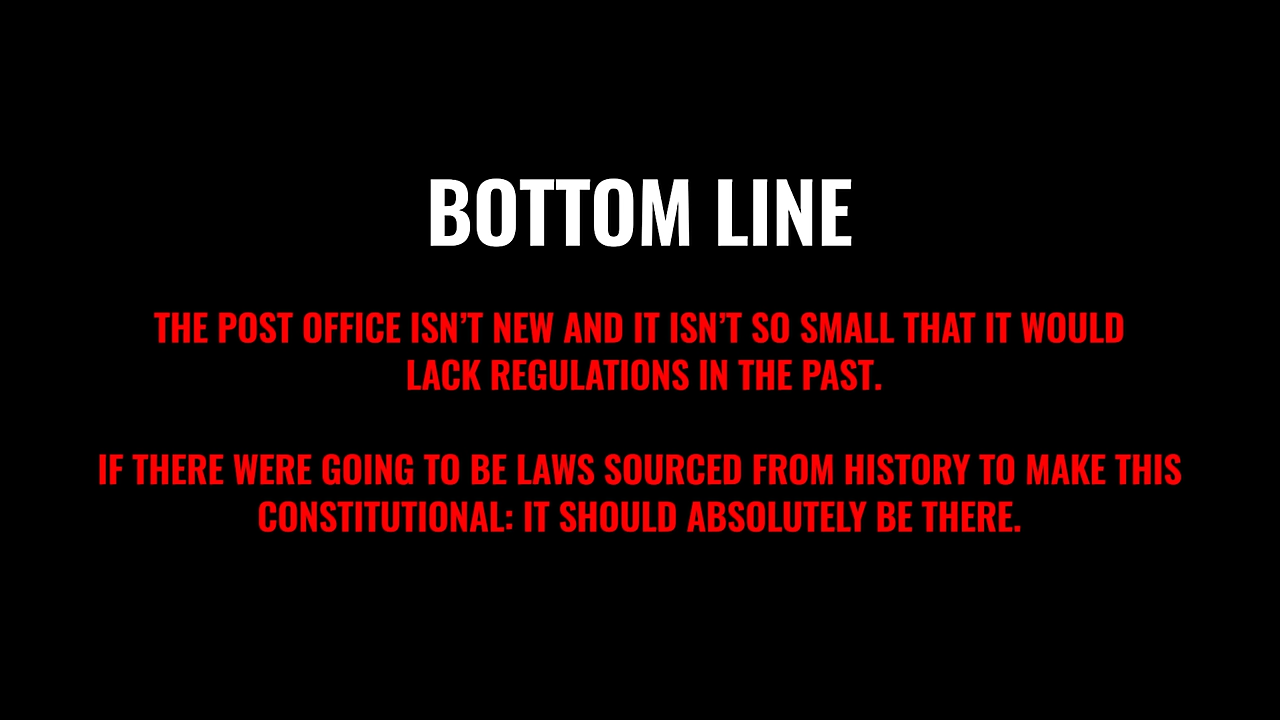 BOTTOM LINE
THE POST OFFICE ISN’T NEW AND IT ISN’T SO SMALL THAT IT WOULD
LACK REGULATIONS IN THE PAST.
IF THERE WERE GOING TO BE LAWS SOURCED FROM HISTORY TO MAKE THIS
CONSTITUTIONAL: IT SHOULD ABSOLUTELY BE THERE.